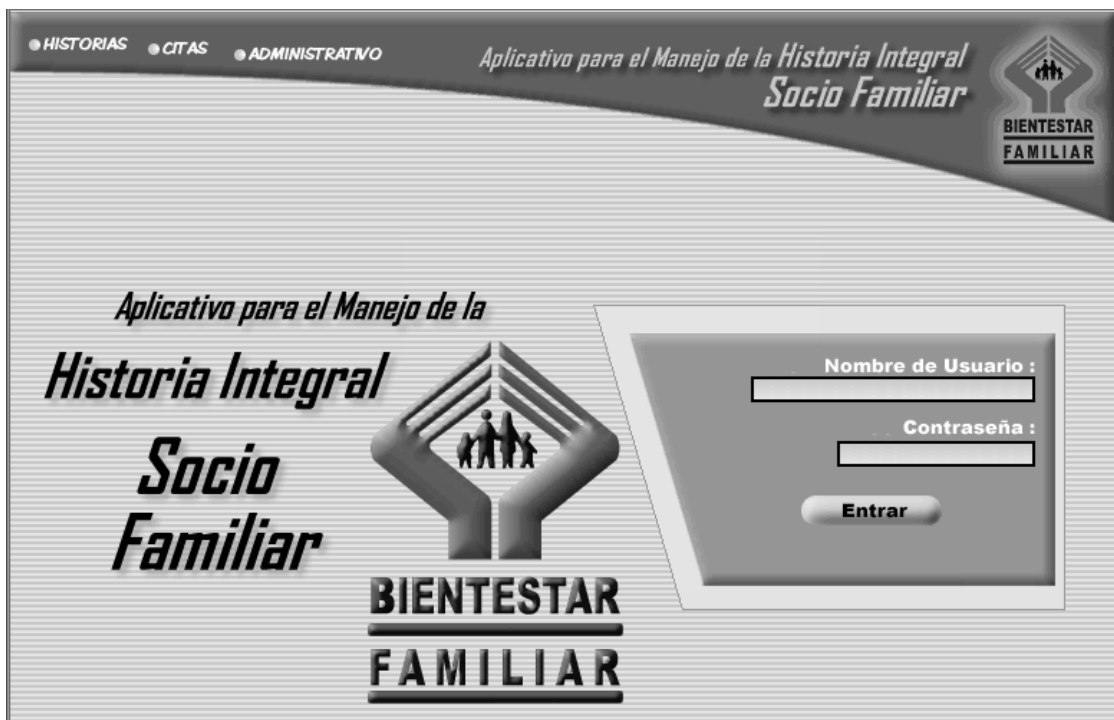 HISTORIAS CITAS ADMINISTRATIVO
Aplicativo para el Manejo de la Historia Integral
Socio Familiar
BIENTESTAR
FAMILIAR
Aplicativo para el Manejo de la
Historia Integral
Socio
Familiar
BIENTESTAR
FAMILIAR
Nombre de Usuario :
Contraseña :
Entrar